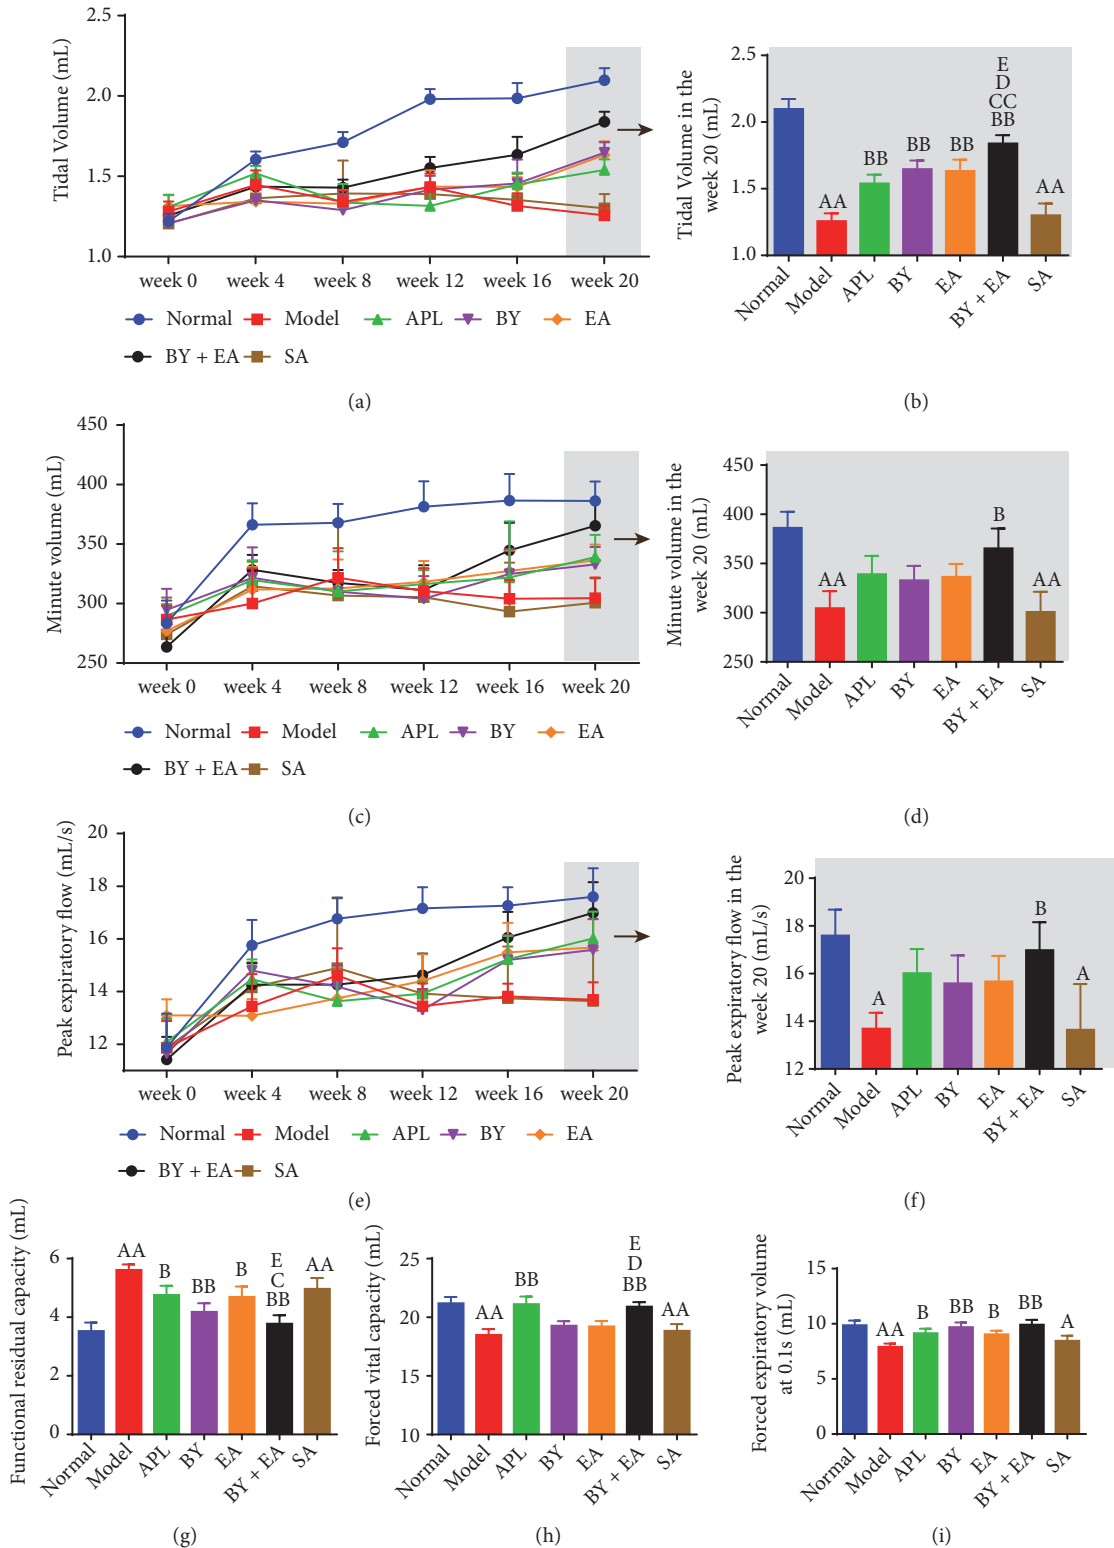 Tidal Volume (mL)
2.5
2.0
1.5
1.0
week 0 week 4 week 8 week 12 week 16 week 20
Normal Model APL BY EA
BY + EA SA
(a)
Tidal Volume in the
week 20 (mL)
2.5
2.0
1.5
1.0
AA
BB
BB
BB
E
D
CC
BB
AA
Normal Model APL BY EA BY + EA SA
(b)
Minute volume (mL)
450
400
350
300
250
week 0 week 4 week 8 week 12 week 16 week 20
Normal Model APL BY EA
BY + EA SA
(c)
Minute volume in the
week 20 (mL)
450
400
350
300
250
AA
B
AA
Normal Model APL BY EA BY + EA SA
(d)
Peak expiratory flow (mL/s)
20
18
16
14
12
week 0 week 4 week 8 week 12 week 16 week 20
Normal Model APL BY EA
BY + EA SA
(e)
Peak expiratory flow in the
week 20 (mL/s)
20
18
16
14
12
A
B
A
Normal Model APL BY EA BY + EA SA
(f)
Functional residual capacity (mL)
6
4
2
0
AA
B
BB
B
E
C
BB
AA
Normal Model APL BY EA BY + EA SA
(g)
Forced vital capacity (mL)
25
20
15
10
AA
BB
E
D
BB
AA
Normal Model APL BY EA BY + EA SA
(h)
Forced expiratory volume
at 0.1s (mL)
15
10
5
0
AA
B
BB
B
BB
A
Normal Model APL BY EA BY + EA SA
(i)